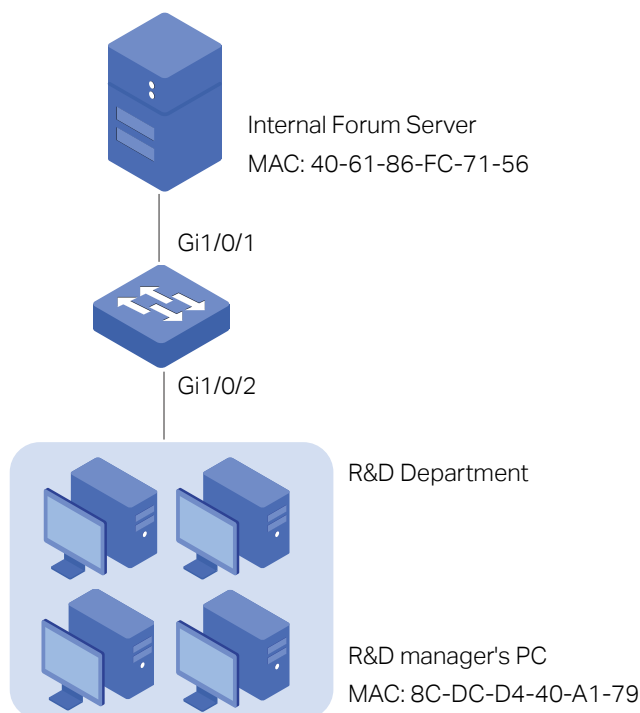 Internal Forum Server
MAC: 40-61-86-FC-71-56
Gi1/0/1
Gi1/0/2
R&D Department
R&D manager's PC
MAC: 8C-DC-D4-40-A1-79